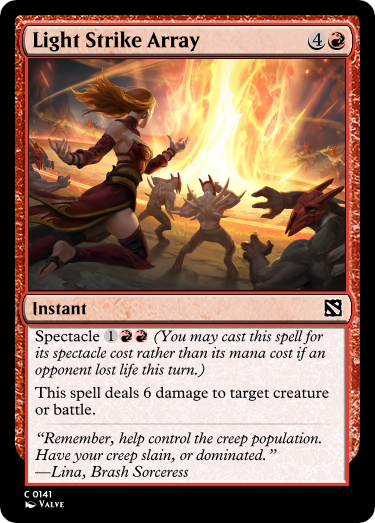 Light Strike Array 4
Instant
Spectacle 1 (You may cast this spell for
its spectacle cost rather than its mana cost if an
opponent lost life this turn.)
This spell deals 6 damage to target creature
or battle.
“Remember, help control the creep population.
Have your creep slain, or dominated.”
—Lina, Brash Sorceress
C 0141
Valve